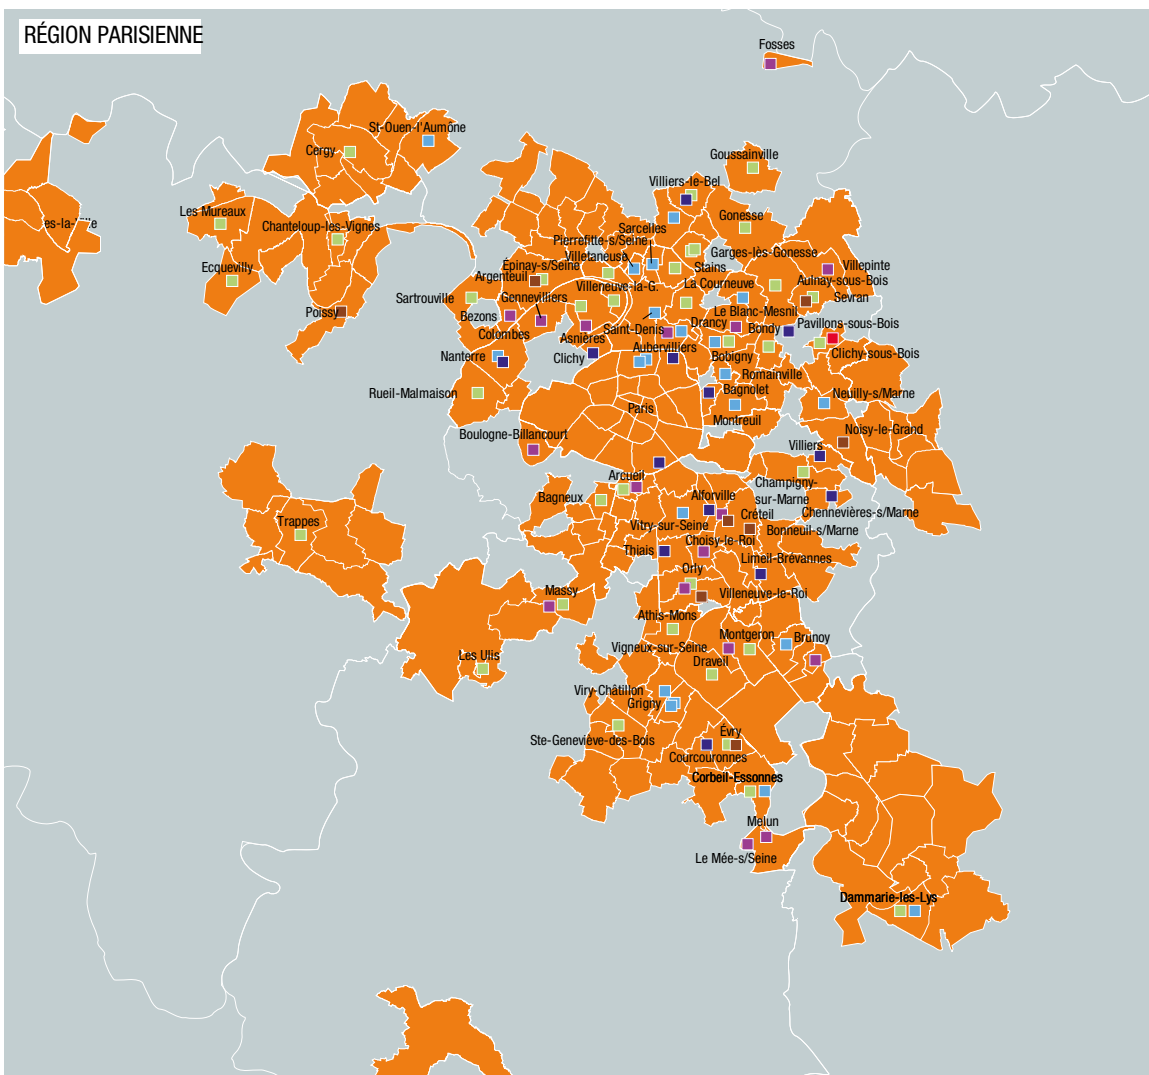 RÉGION PARISIENNE
Fosses
St-Ouen-l'Aumône
Cergy
Goussainville
Villiers-le-Bel
Les Mureaux
Chanteloup-les-Vignes
Gonesse
Sarcelles
Pierrefitte-s/Seine
Villetaneuse
Garges-lès-Gonesse
Ecquevilly
Épinay-s/Seine
Stains
Villepinte
Argenteuil
Villeneuve-la-G.
La Courneuve
Aulnay-sous-Bois
Sartrouville
Gennevilliers
Sevran
Poissy
Bezons
Le Blanc-Mesnil
Colombes
Asnières
Saint-Denis
Drancy
Bondy
Pavillons-sous-Bois
Nanterre
Clichy
Aubervilliers
Bobigny
Clichy-sous-Bois
Romainville
Rueil-Malmaison
Bagnolet
Neuilly-s/Marne
Paris
Montreuil
Boulogne-Billancourt
Noisy-le-Grand
Villiers
Arcueil
Champigny-
sur-Marne
Bagneux
Alforville
Chennevières-s/Marne
Trappes
Vitry-sur-Seine
Créteil
Bonneuil-s/Marne
Choisy-le-Roi
Thiais
Limeil-Brévannes
Orly
Massy
Villeneuve-le-Roi
Athis-Mons
Montgeron
Brunoy
Vigneux-sur-Seine
Les Ulis
Draveil
Viry-Châtillon
Grigny
Ste-Geneviève-des-Bois
Évry
Courcouronnes
Corbeil-Essonnes
Melun
Le Mée-s/Seine
Dammarie-les-Lys